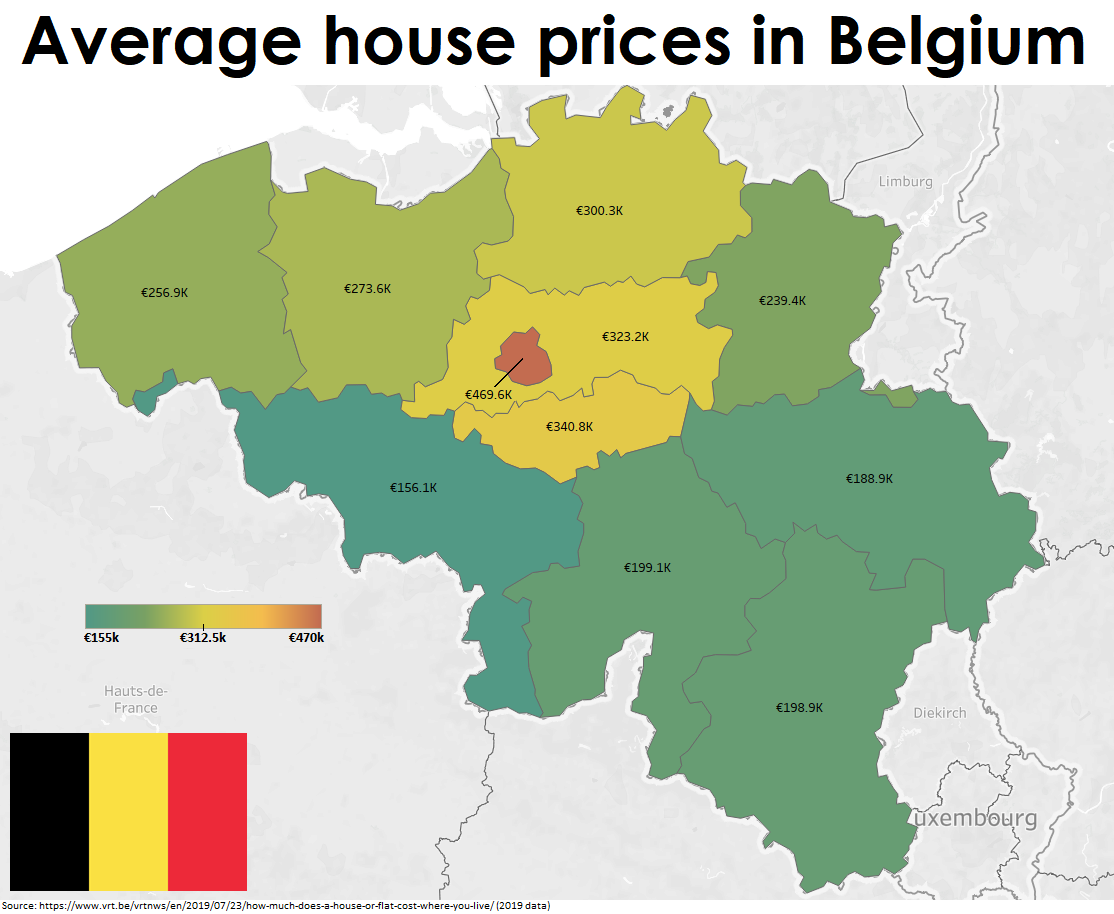 Average house prices in Belgium
Limburg
€300.3K
€256.9K
€273.6K
€239.4K
€323.2K
€469.6K
€340.8K
€156.1K
€188.9K
€199.1K
€155k
€312.5k
€470k
Hauts-de-
France
€198.9K
Diekirch
uxembourg
Source: https://www.vrt.be/vrtnws/en/2019/07/23/how-much-does-a-house-or-flat-cost-where-you-live/ (2019 data)